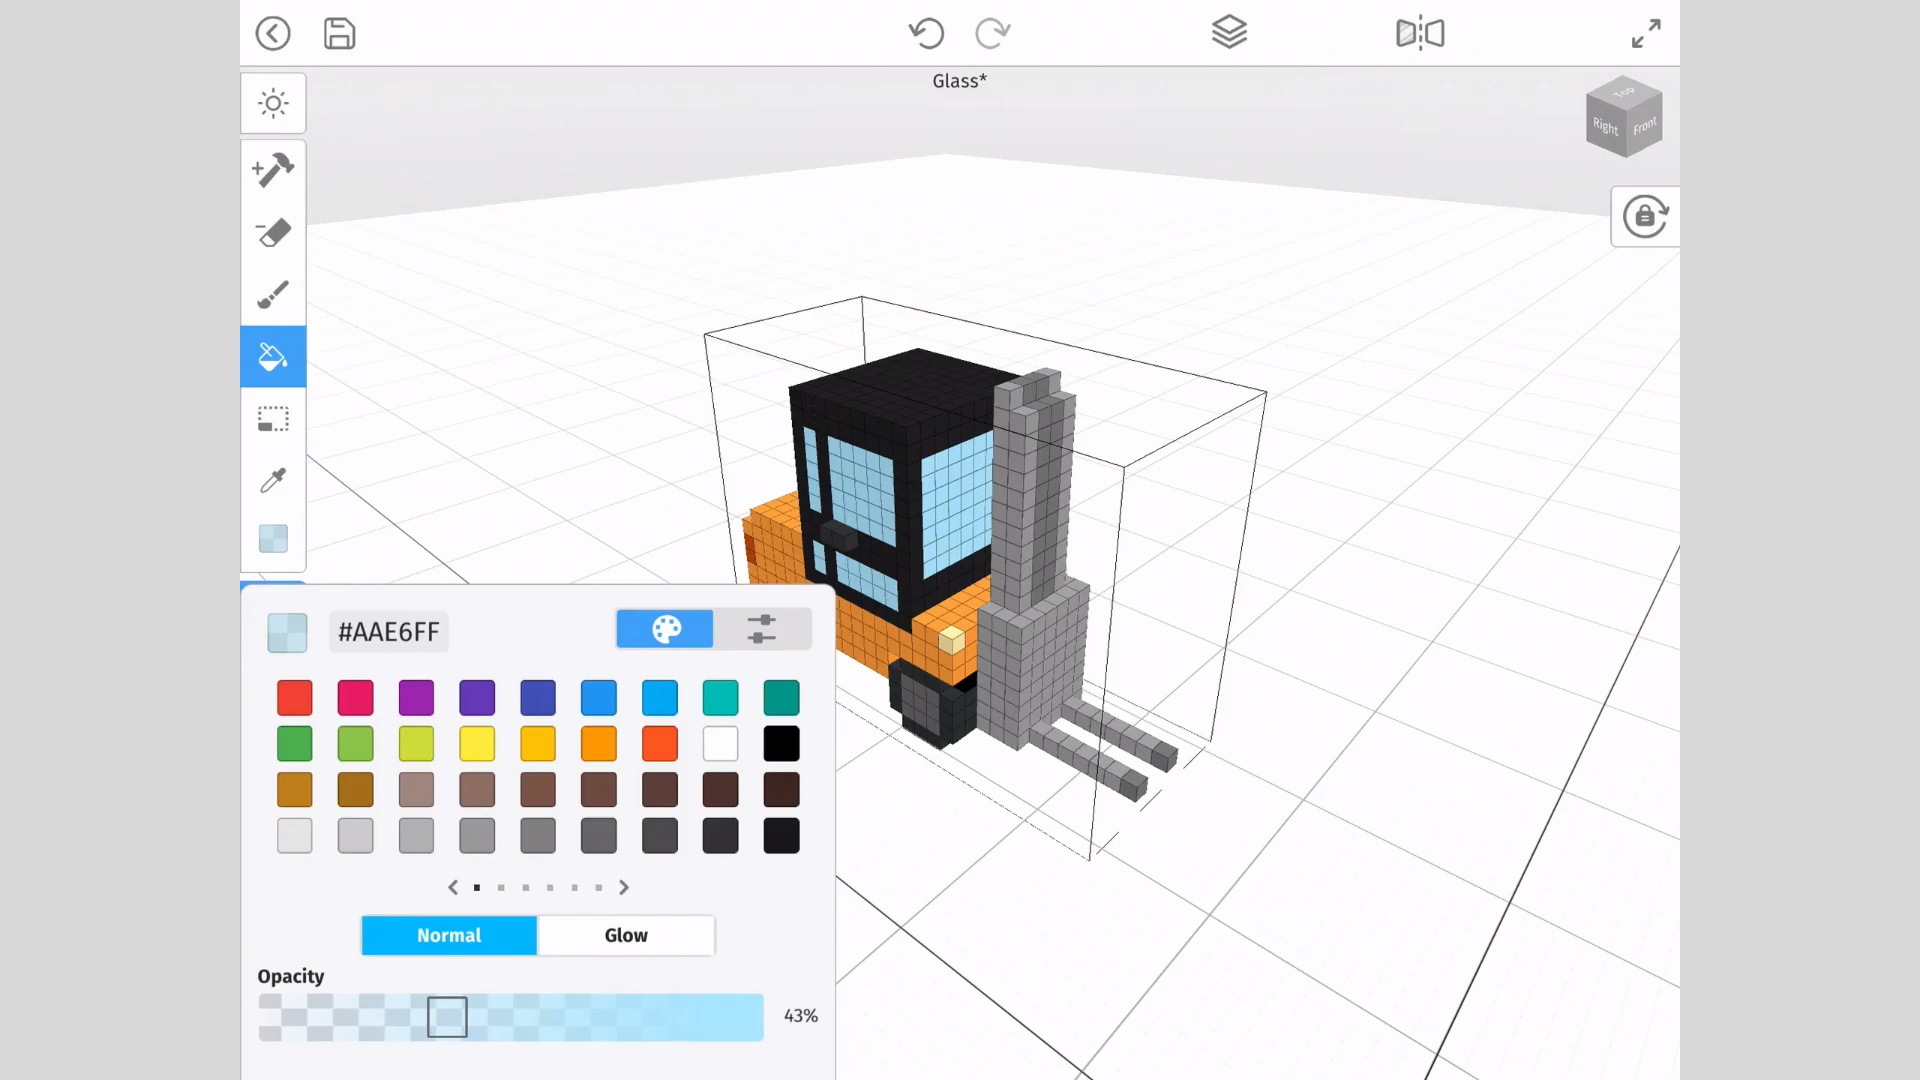 Glass*
Top
Right
Front
#AAE6FF
Normal
Glow
Opacity
43%